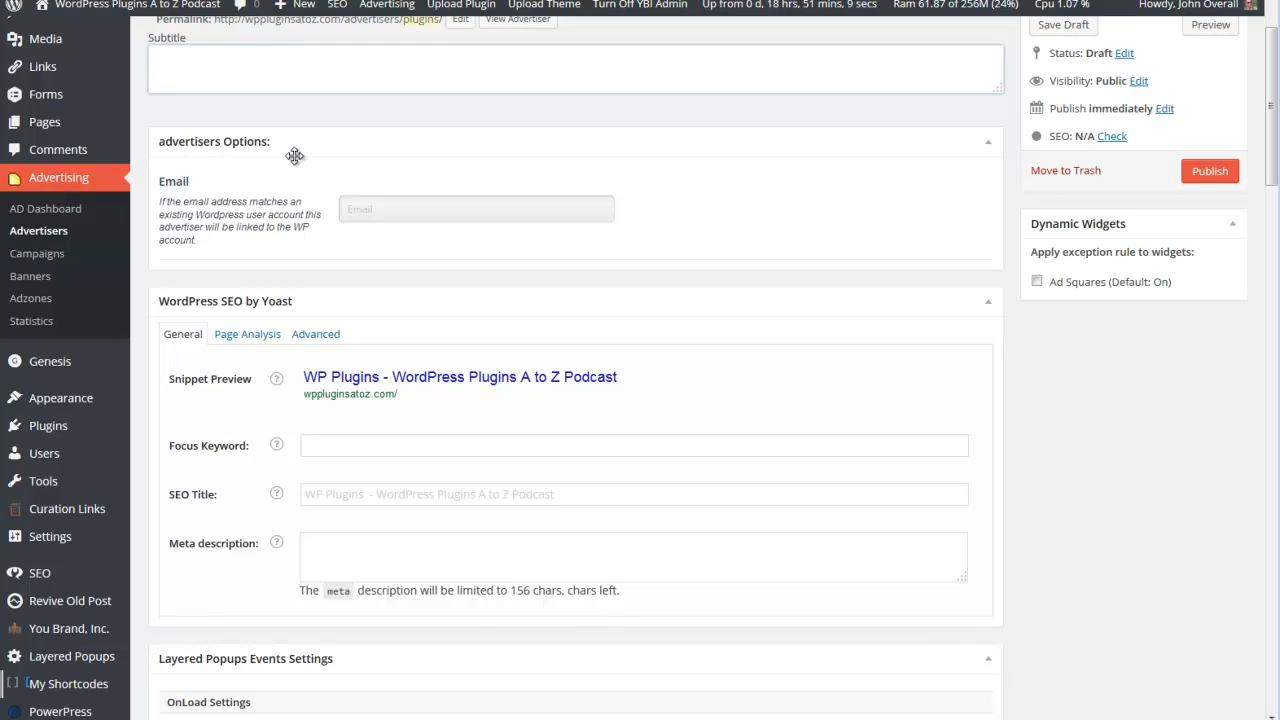 WordPress Plugins A to Z Podcast 0 New SEO Advertising Upload Plugin Upload Theme Turn Off YBI Admin Up from 0 d, 18 hr, 51 mins, 9 secs Ram 61.87 of 256M (24%) Cpu 1.07 % Howdy, John Overall
Media
Links
Forms
Pages
Comments
Advertising
AD Dashboard
Advertisers
Campaigns
Banners
Adzones
Statistics
Genesis
Appearance
Plugins
Users
Tools
Curation Links
Settings
SEO
Revive Old Post
You Brand, Inc.
Layered Popups
[ ] [My Shortcodes
PowerPress
Permalink: http://wppluginsatoz.com/advertisers/plugins/ Edit View Advertiser
Subtitle
advertisers Options:
Email
If the email address matches an
existing Wordpress user account this
advertiser will be linked to the WP
account.
Email
WordPress SEO by Yoast
General Page Analysis Advanced
Snippet Preview ? WP Plugins - WordPress Plugins A to Z Podcast
wppluginsatoz.com/
Focus Keyword: ?
SEO Title: ? WP Plugins - WordPress Plugins A to Z Podcast
Meta description: ?
The meta description will be limited to 156 chars, chars left.
Layered Popups Events Settings
OnLoad Settings
Save Draft Preview
Status: Draft Edit
Visibility: Public Edit
Publish immediately Edit
SEO: N/A Check
Move to Trash Publish
Dynamic Widgets
Apply exception rule to widgets:
Ad Squares (Default: On)